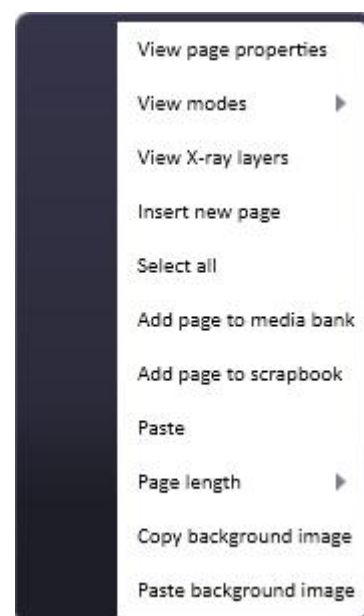 View page properties
View modes
View X-ray layers
Insert new page
Select all
Add page to media bank
Add page to scrapbook
Paste
Page length
Copy background image
Paste background image